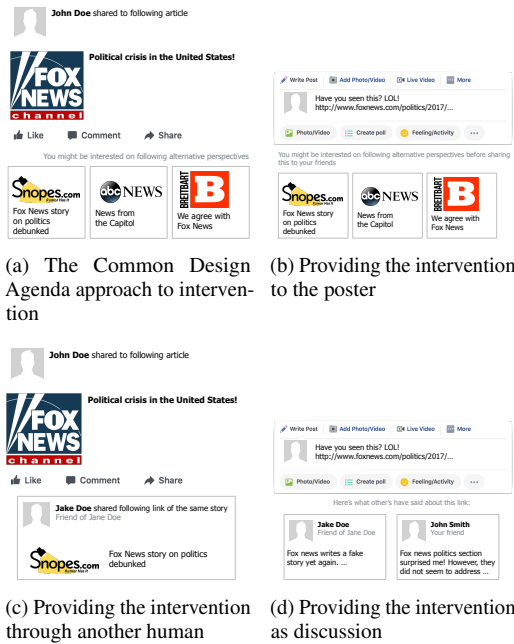 John Doe shared to following article
Political crisis in the United States!
FOX
NEWS
channel
Like Comment Share
You might be interested on following alternative perspectives
Snopes.com
Rumor Has It
Fox News story
on politics
debunked
abc NEWS
News from
the Capitol
BREITBART
B
We agree with
Fox News
(a) The Common Design
Agenda approach to interven-
tion
Write Post Add Photo/Video Live Video More
Have you seen this? LOL!
http://www.foxnews.com/politics/2017/...
Photo/Video Create poll Feeling/Activity ...
You might be interested on following alternative perspectives before sharing
this to your friends
Snopes.com
Rumor Has It
Fox News story
on politics
debunked
abc NEWS
News from
the Capitol
BREITBART
B
We agree with
Fox News
(b) Providing the intervention
to the poster
John Doe shared to following article
Political crisis in the United States!
FOX
NEWS
channel
Like Comment Share
Jake Doe shared following link of the same story
Friend of Jane Doe
Snopes.com
Rumor Has It
Fox News story on politics
debunked
(c) Providing the intervention
through another human
Write Post Add Photo/Video Live Video More
Have you seen this? LOL!
http://www.foxnews.com/politics/2017/...
Photo/Video Create poll Feeling/Activity ...
Here's what other's have said about this link:
Jake Doe
Friend of Jane Doe
Fox news writes a fake
story yet again. ...
John Smith
Your friend
Fox news politics section
surprised me! However, they
did not seem to address ...
(d) Providing the intervention
as discussion